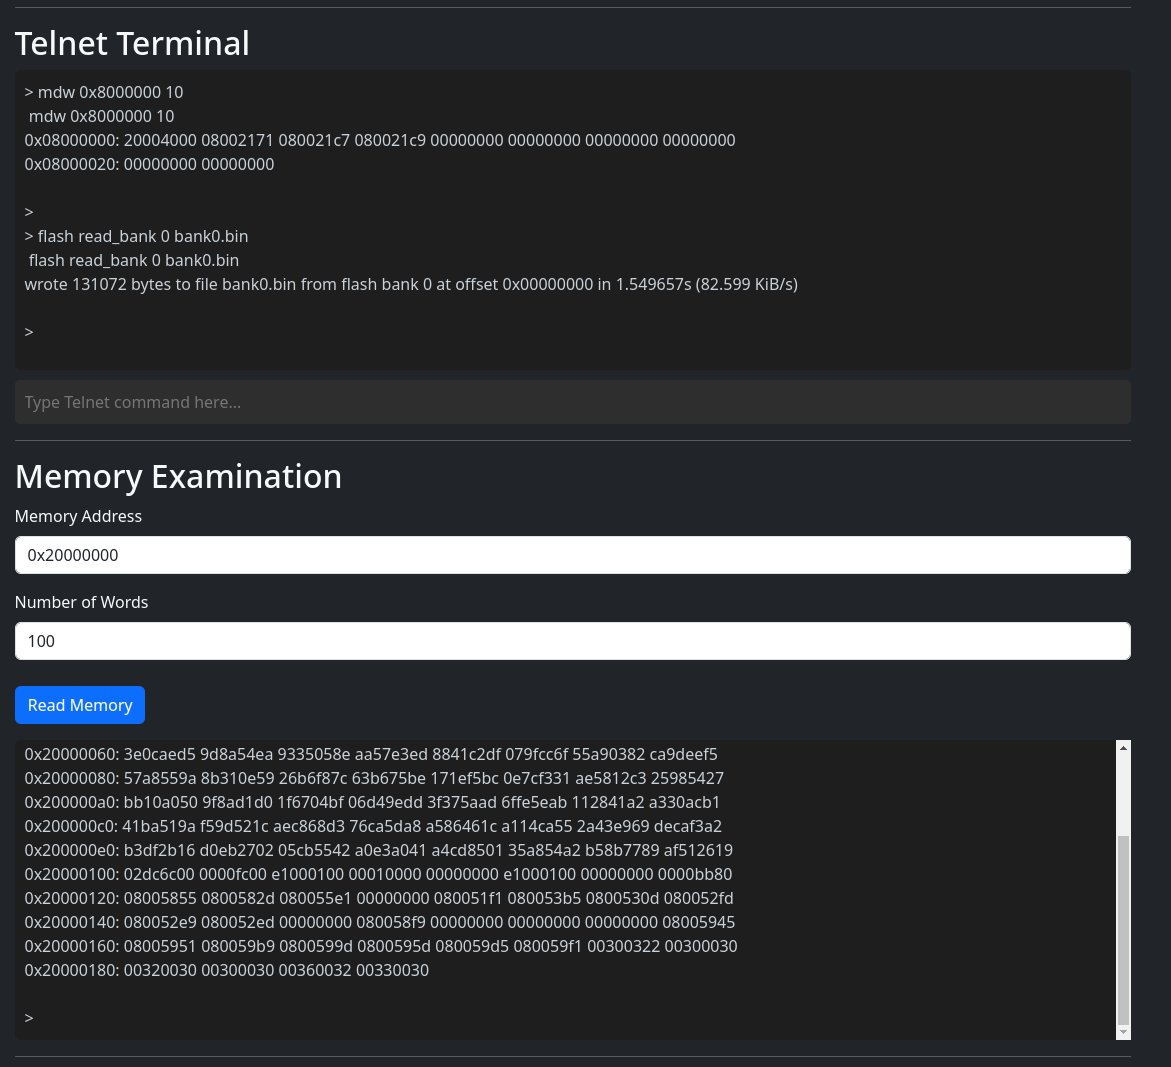 Telnet Terminal
> mdw 0x8000000 10
mdw 0x8000000 10
0x08000000: 20004000 08002171 080021c7 080021c9 00000000 00000000 00000000 00000000
0x08000020: 00000000 00000000
>
> flash read_bank 0 bank0.bin
flash read_bank 0 bank0.bin
wrote 131072 bytes to file bank0.bin from flash bank 0 at offset 0x00000000 in 1.549657s (82.599 KiB/s)
>
Type Telnet command here...
Memory Examination
Memory Address
0x20000000
Number of Words
100
Read Memory
0x20000060: 3e0caed5 9d8a54ea 9335058e aa57e3ed 8841c2df 079fcc6f 55a90382 ca9deef5
0x20000080: 57a8559a 8b310e59 26b6f87c 63b675be 171ef5bc 0e7cf331 ae5812c3 25985427
0x200000a0: bb10a050 9f8ad1d0 1f6704bf 06d49edd 3f375aad 6ffe5eab 112841a2 a330acb1
0x200000c0: 41ba519a f59d521c aec868d3 76ca5da8 a586461c a114ca55 2a43e969 decaf3a2
0x200000e0: b3df2b16 d0eb2702 05cb5542 a0e3a041 a4cd8501 35a854a2 b58b7789 af512619
0x20000100: 02dc6c00 0000fc00 e1000100 00010000 00000000 e1000100 00000000 0000bb80
0x20000120: 08005855 0800582d 080055e1 00000000 080051f1 080053b5 0800530d 080052fd
0x20000140: 080052e9 080052ed 00000000 080058f9 00000000 00000000 00000000 08005945
0x20000160: 08005951 080059b9 0800599d 0800595d 080059d5 080059f1 00300322 00300030
0x20000180: 00320030 00300030 00360032 00330030
>